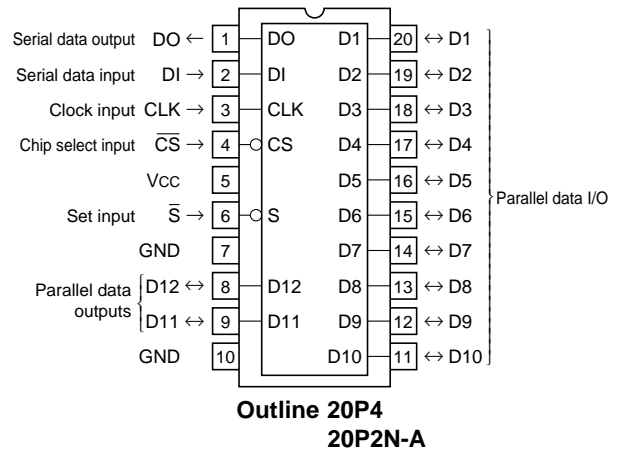 Serial data output DO ← 1 DO D1 20 ↔ D1
Serial data input DI → 2 DI D2 19 ↔ D2
Clock input CLK → 3 CLK D3 18 ↔ D3
Chip select input C̅S̅ → 4 CS D4 17 ↔ D4
VCC 5 D5 16 ↔ D5
Parallel data I/O
Set input S̅ → 6 S D6 15 ↔ D6
GND 7 D7 14 ↔ D7
Parallel data outputs
D12 ↔ 8 D12 D8 13 ↔ D8
D11 ↔ 9 D11 D9 12 ↔ D9
GND 10 D10 11 ↔ D10
Outline 20P4
20P2N-A